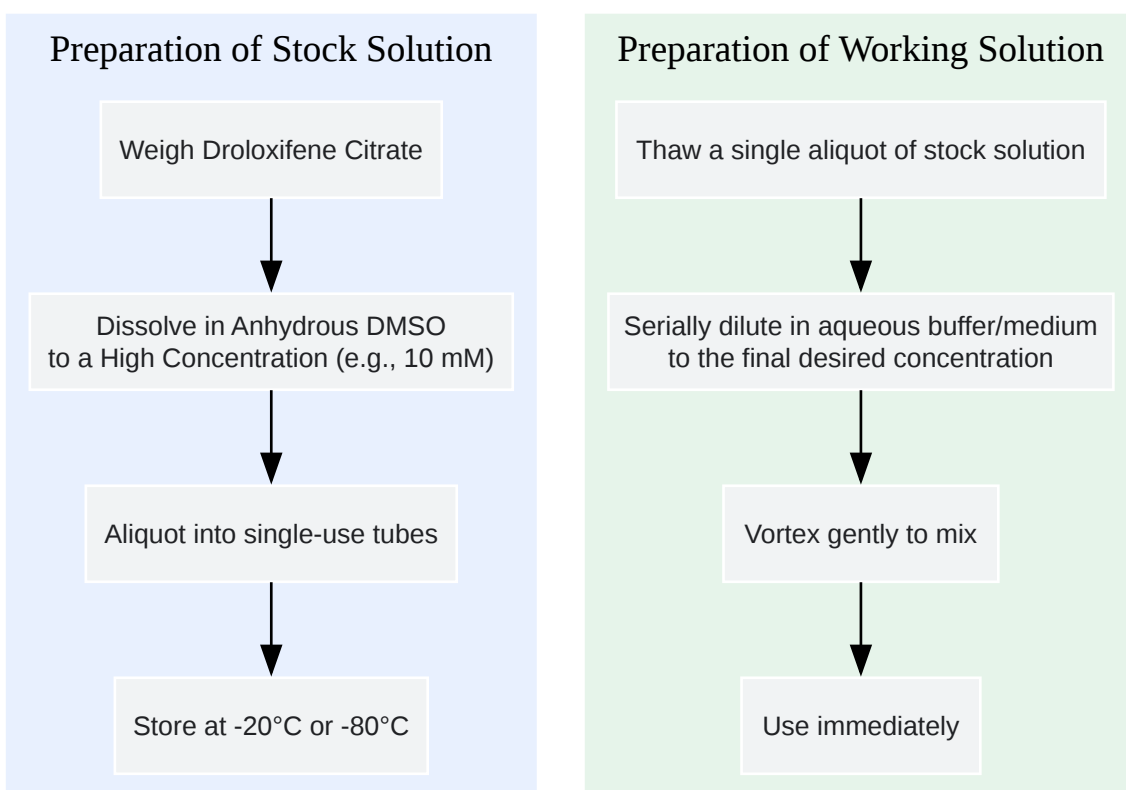 Preparation of Stock Solution
Weigh Droloxifene Citrate
Dissolve in Anhydrous DMSO
to a High Concentration (e.g., 10 mM)
Aliquot into single-use tubes
Store at -20°C or -80°C
Preparation of Working Solution
Thaw a single aliquot of stock solution
Serially dilute in aqueous buffer/medium
to the final desired concentration
Vortex gently to mix
Use immediately